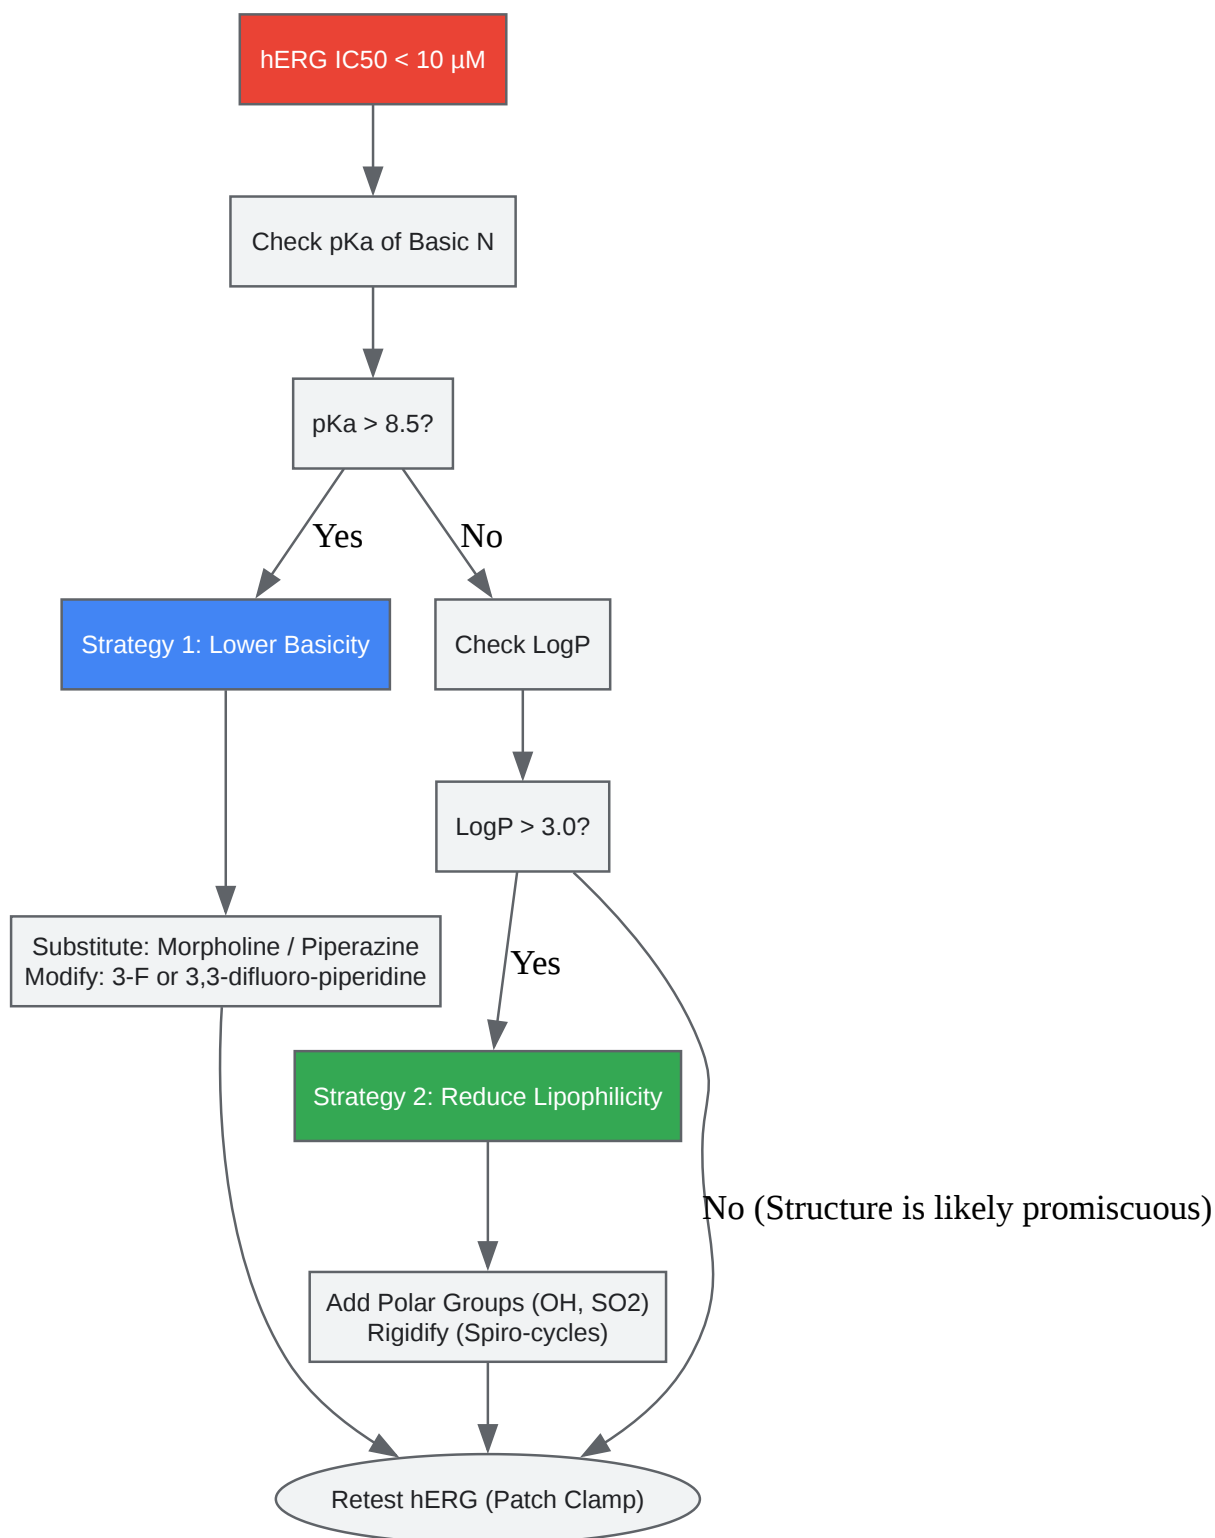 hERG IC50 < 10 µM
Check pKa of Basic N
pKa > 8.5?
Yes
No
Strategy 1: Lower Basicity
Check LogP
LogP > 3.0?
Substitute: Morpholine / Piperazine
Modify: 3-F or 3,3-difluoro-piperidine
Yes
Strategy 2: Reduce Lipophilicity
No (Structure is likely promiscuous)
Add Polar Groups (OH, SO2)
Rigidify (Spiro-cycles)
Retest hERG (Patch Clamp)